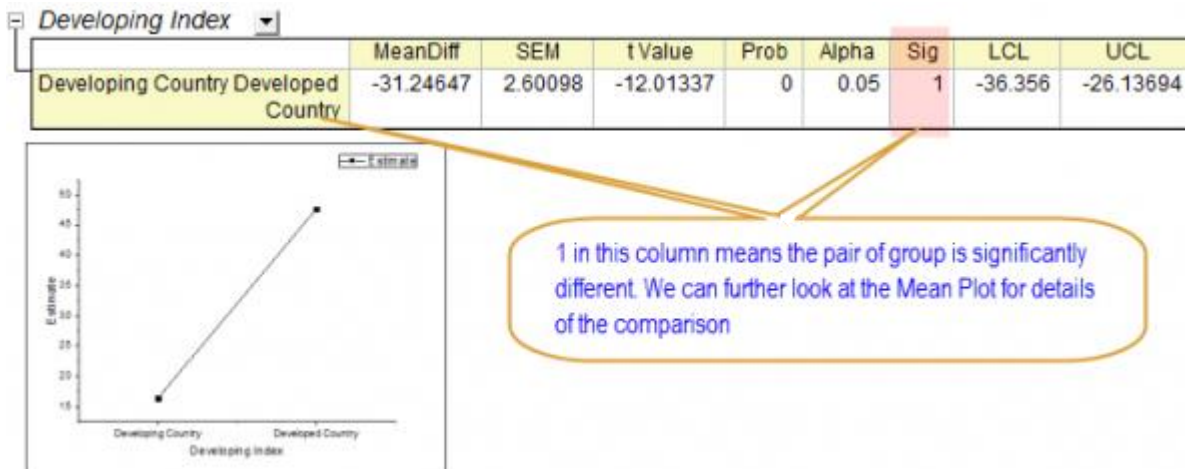 Developing Index
MeanDiff SEM t Value Prob Alpha Sig LCL UCL
Developing Country Developed Country -31.24647 2.60098 -12.01337 0 0.05 1 -36.356 -26.13694
Estimate
50
45
40
35
30
25
20
15
Estimate
Developing Country Developed Country
Developing Index
1 in this column means the pair of group is significantly
different. We can further look at the Mean Plot for details
of the comparison